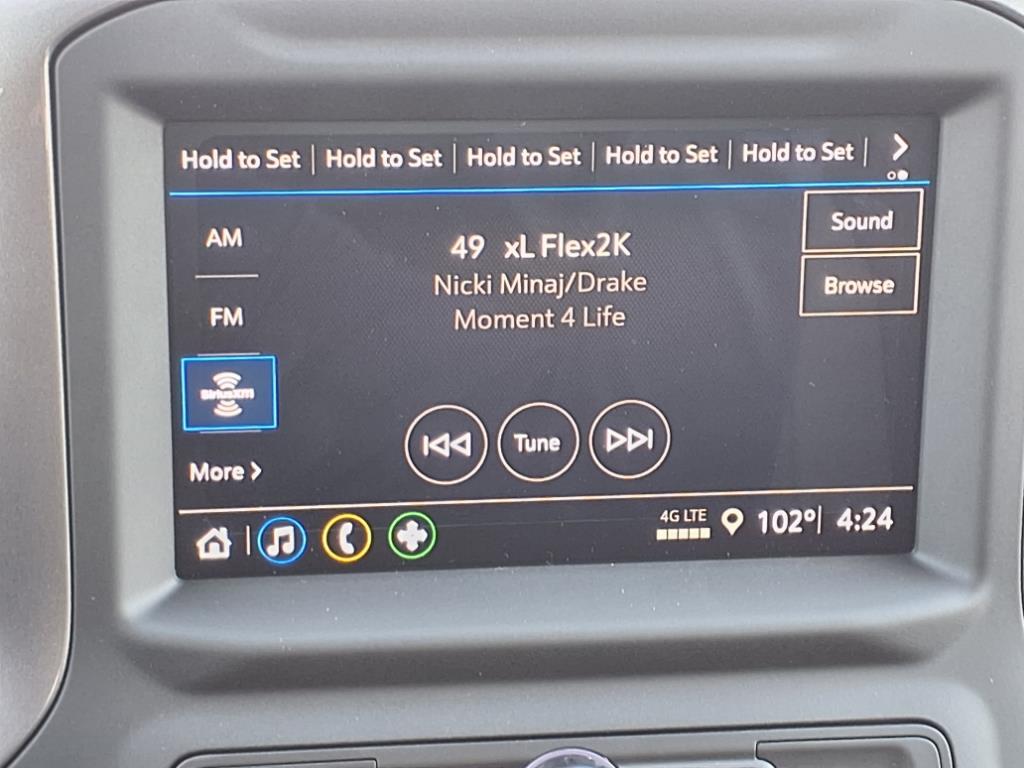 Hold to Set Hold to Set Hold to Set Hold to Set Hold to Set
AM
FM
SiriusXM
More
49 xL Flex2K
Nicki Minaj/Drake
Moment 4 Life
Tune
Sound
Browse
4G LTE 102° 4:24